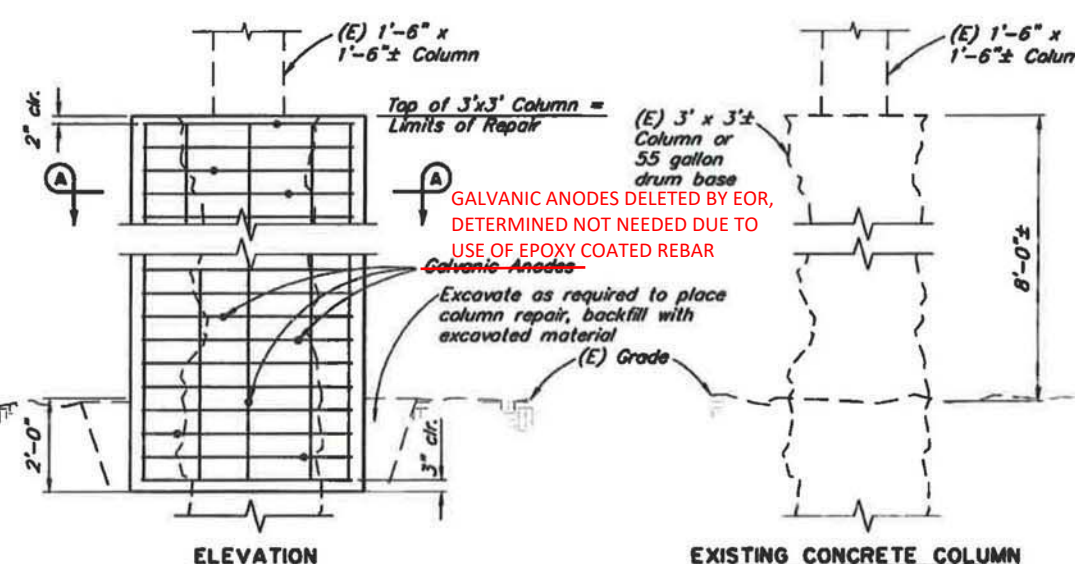 (E) 1'-6" x
1'-6"± Column
2" clr.
Top of 3'x3' Column =
Limits of Repair
A
A
GALVANIC ANODES DELETED BY EOR,
DETERMINED NOT NEEDED DUE TO
USE OF EPOXY COATED REBAR
Galvanic Anodes
Excavate as required to place
column repair, backfill with
excavated material
(E) Grade
2'-0"
3" clr.
ELEVATION
(E) 1'-6" x
1'-6"± Colum
(E) 3' x 3'±
Column or
55 gallon
drum base
8'-0"±
EXISTING CONCRETE COLUMN